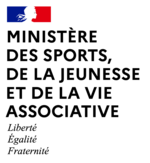 MINISTÈRE
DES SPORTS,
DE LA JEUNESSE
ET DE LA VIE
ASSOCIATIVE
Liberté
Égalité
Fraternité